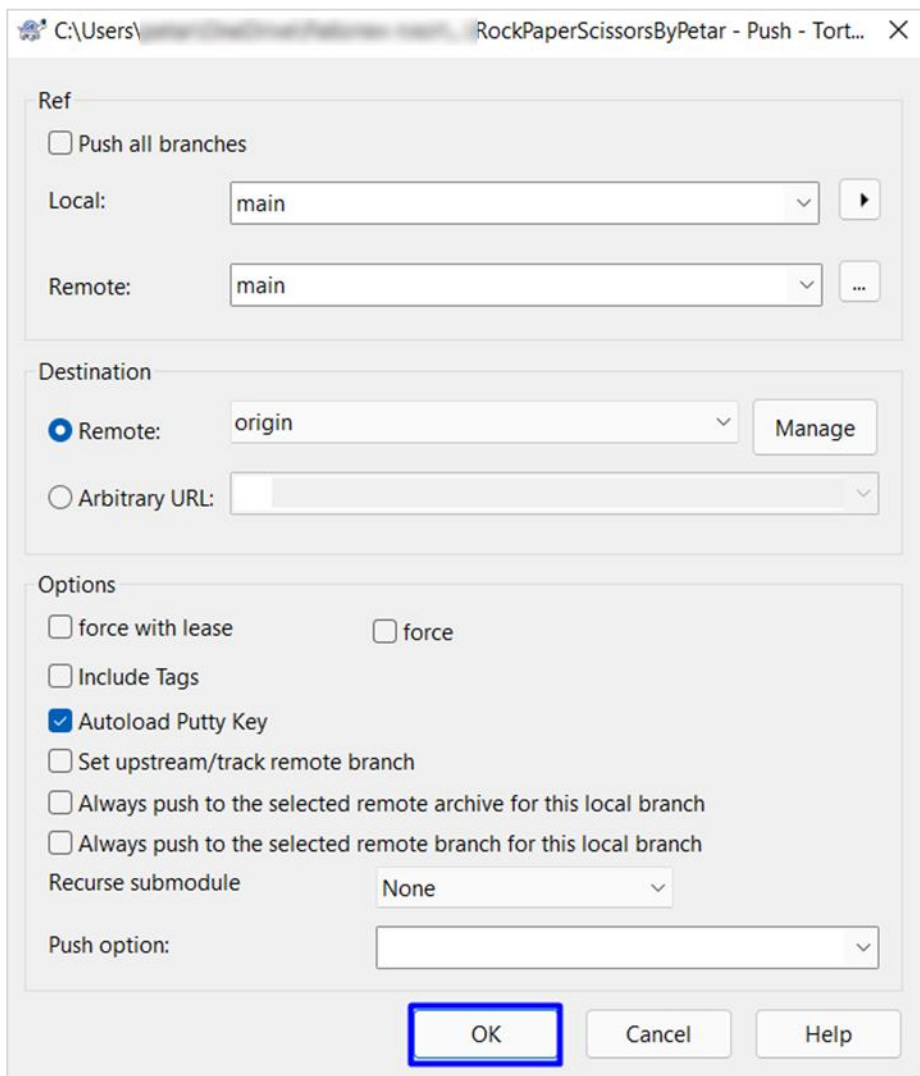 C:\Users\ RockPaperScissorsByPetar - Push - Tort...
Ref
Push all branches
Local: main
Remote: main ...
Destination
Remote: origin Manage
Arbitrary URL:
Options
force with lease force
Include Tags
Autoload Putty Key
Set upstream/track remote branch
Always push to the selected remote archive for this local branch
Always push to the selected remote branch for this local branch
Recurse submodule None
Push option:
OK Cancel Help